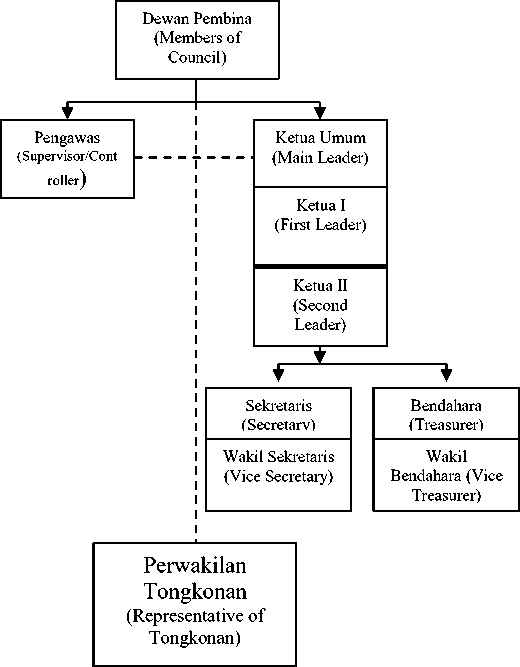 Dewan Pembina
(Members of
Council)
Pengawas
(Supervisor/Cont
roller)
Ketua Umum
(Main Leader)
Ketua I
(First Leader)
Ketua II
(Second
Leader)
Sekretaris
(Secretarv)
Wakil Sekretaris
(Vice Secretary)
Bendahara
(Treasurer)
Wakil
Bendahara (Vice
Treasurer)
Perwakilan
Tongkonan
(Representative of
Tongkonan)